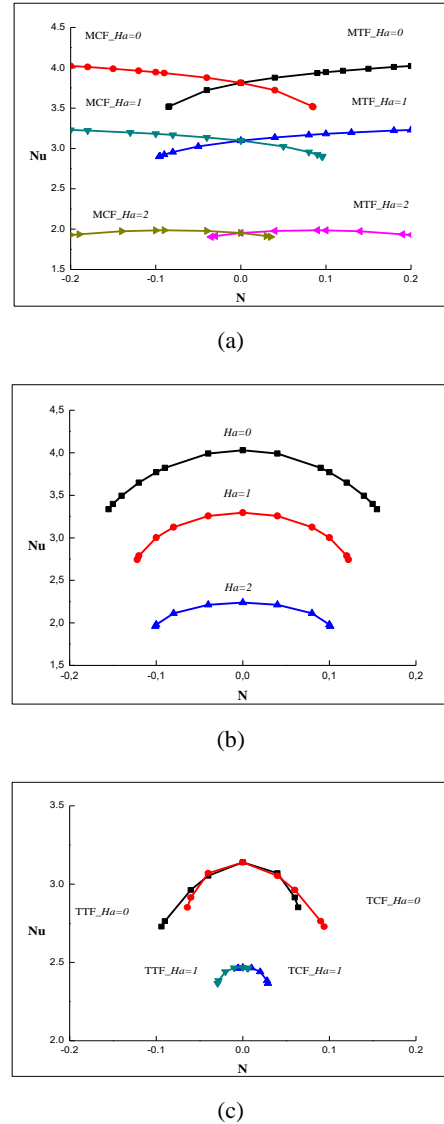 4.5
MCF_Ha=0
MTF_Ha=0
4.0
3.5
MCF_Ha=1
MTF_Ha=1
Nu
3.0
2.5
MCF_Ha=2
MTF_Ha=2
2.0
1.5
-0.2 -0.1 0.0 0.1 0.2
N
(a)
4,5
Ha=0
4,0
3,5
Ha=1
Nu
3,0
2,5
Ha=2
2,0
1,5
-0,2 -0,1 0,0 0,1 0,2
N
(b)
3.5
3.0
TTF_Ha=0
TCF_Ha=0
Nu
2.5
TTF_Ha=1
TCF_Ha=1
2.0
-0.2 -0.1 0.0 0.1 0.2
N
(c)